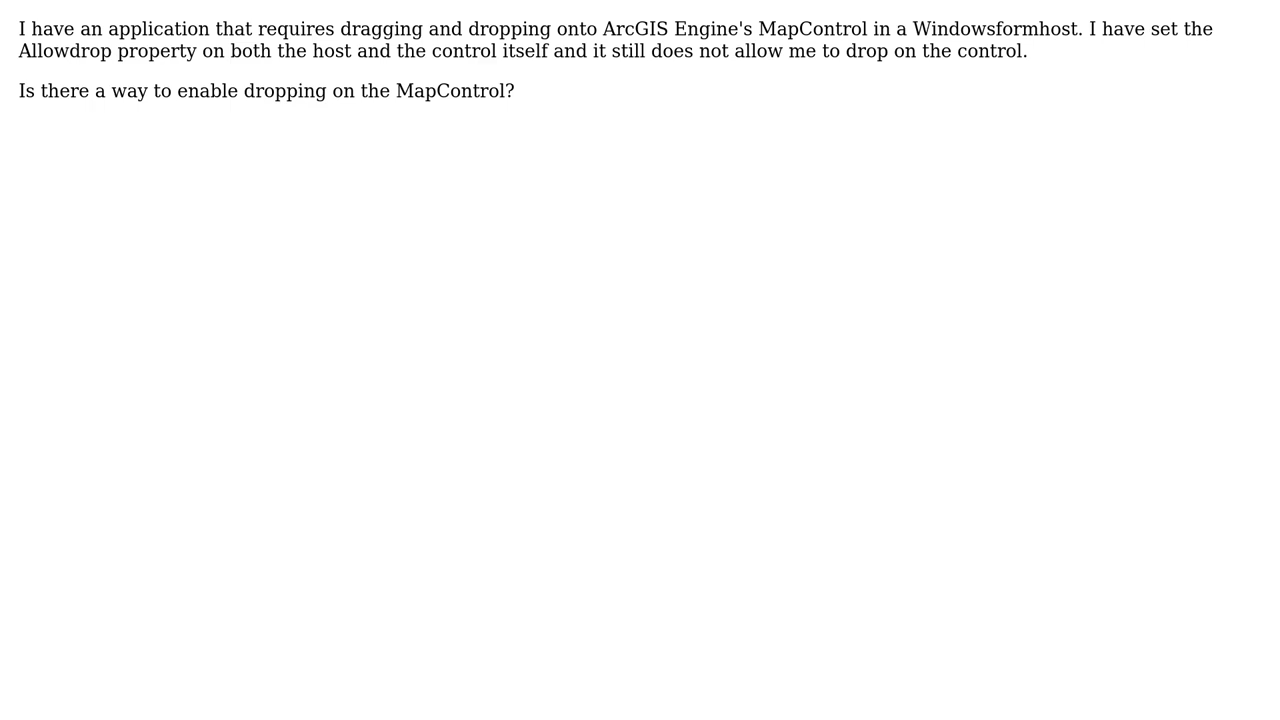 I have an application that requires dragging and dropping onto ArcGIS Engine's MapControl in a Windowsformhost. I have set the
Allowdrop property on both the host and the control itself and it still does not allow me to drop on the control.
Is there a way to enable dropping on the MapControl?